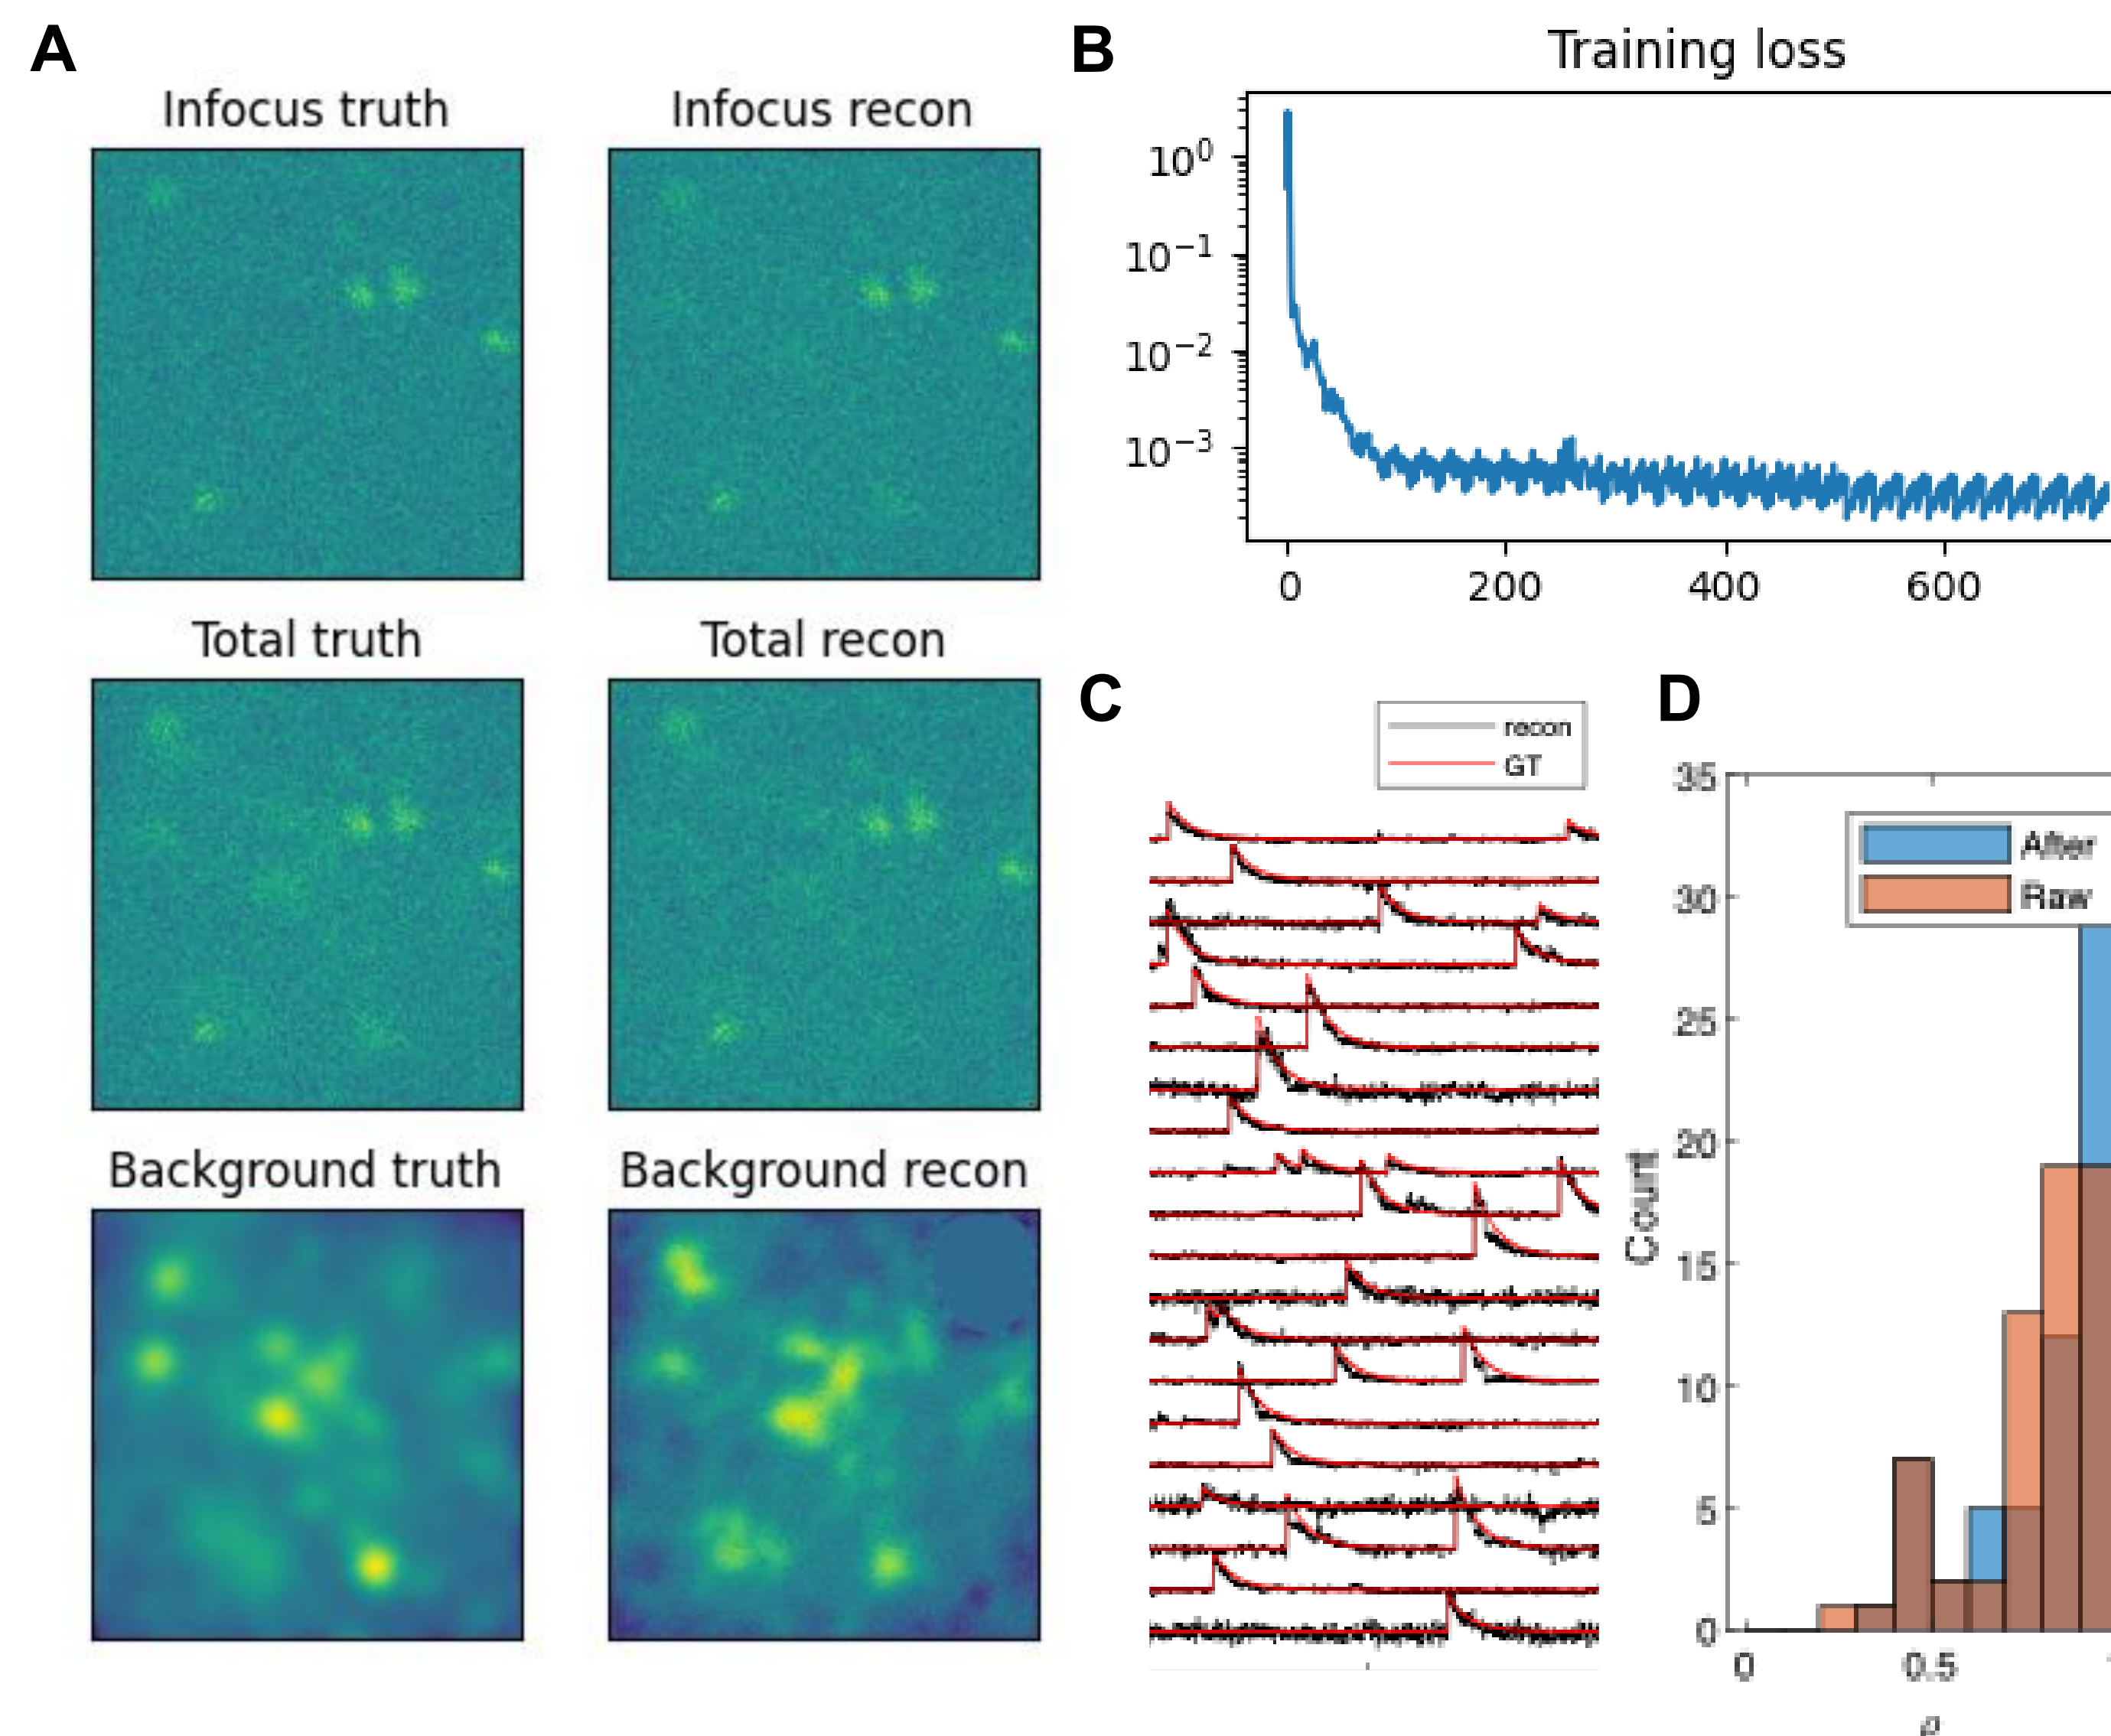 A
Infocus truth
Infocus recon
Total truth
Total recon
Background truth
Background recon
B
Training loss
10⁰
10⁻¹
10⁻²
10⁻³
0
200
400
600
C
recon
GT
D
After
Raw
Count
35
30
25
20
15
10
5
0
0
0.5